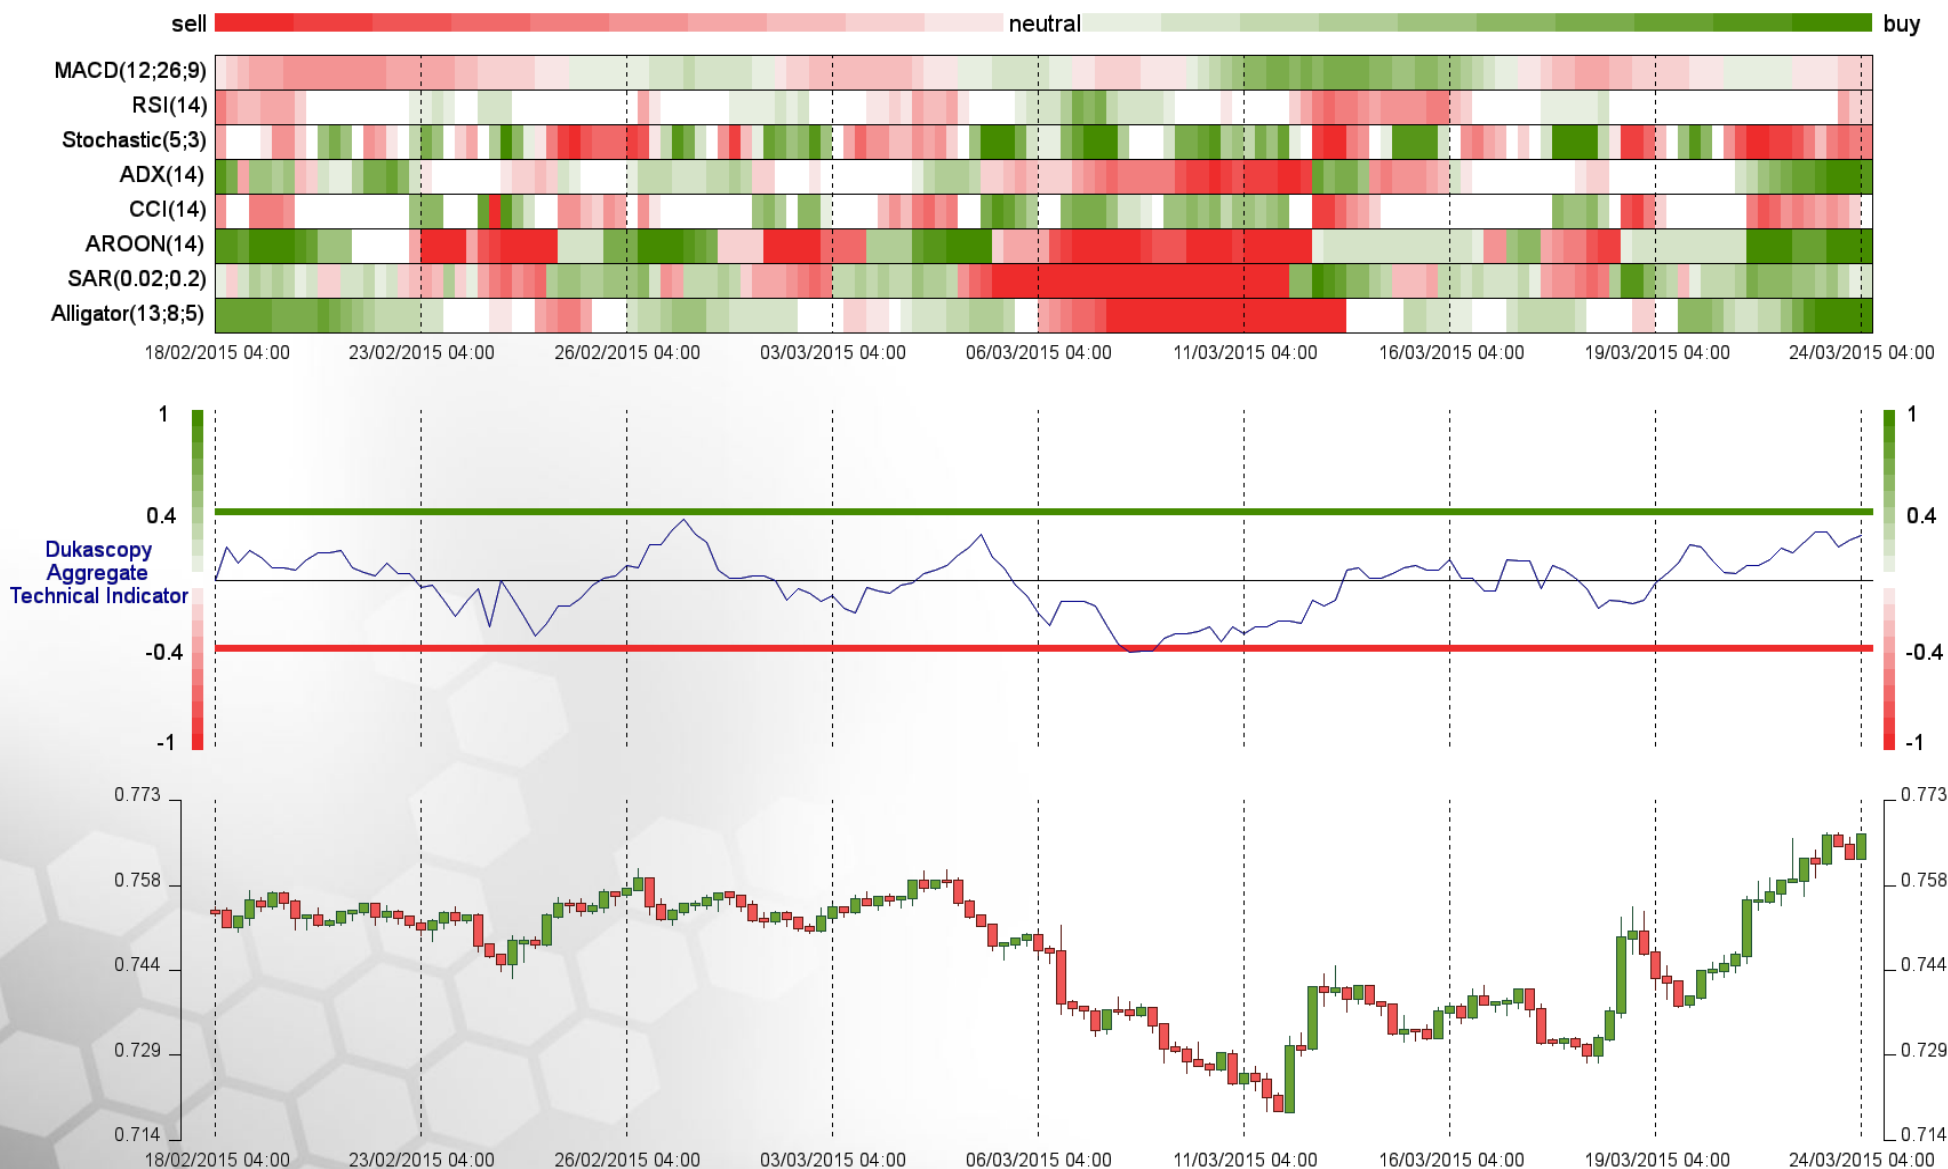 sell neutral buy
MACD(12;26;9)
RSI(14)
Stochastic(5;3)
ADX(14)
CCI(14)
AROON(14)
SAR(0.02;0.2)
Alligator(13;8;5)
18/02/2015 04:00 23/02/2015 04:00 26/02/2015 04:00 03/03/2015 04:00 06/03/2015 04:00 11/03/2015 04:00 16/03/2015 04:00 19/03/2015 04:00 24/03/2015 04:00
1 1
0.4 0.4
Dukascopy
Aggregate
Technical Indicator
-0.4 -0.4
-1 -1
0.773 0.773
0.758 0.758
0.744 0.744
0.729 0.729
0.714 0.714
18/02/2015 04:00 23/02/2015 04:00 26/02/2015 04:00 03/03/2015 04:00 06/03/2015 04:00 11/03/2015 04:00 16/03/2015 04:00 19/03/2015 04:00 24/03/2015 04:00